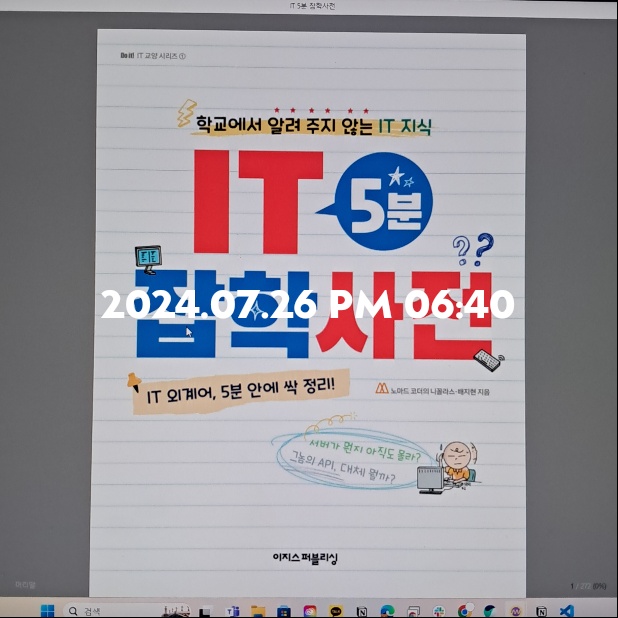 IT 5분 잡학사전
Do it! IT 교양 시리즈 ①
학교에서 알려 주지 않는 IT 지식
IT 5분
잡학사전
2024.07.26 PM 06:40
IT 외계어, 5분 안에 싹 정리!
노마드 코더의 니꼴라스·배지현 지음
서버가 뭔지 아직도 몰라?
그놈의 API, 대체 뭘까?
이지스 퍼블리싱
1 / 277 (0%)
검색